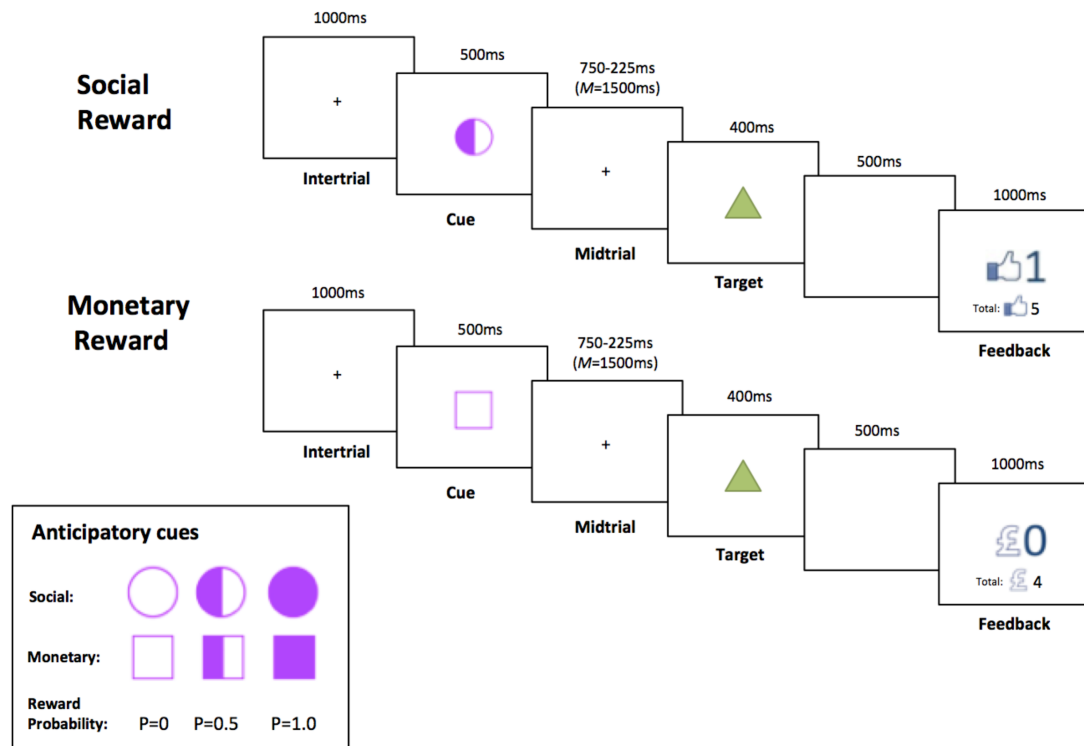 Social
Reward
1000ms
+
Intertrial
500ms
Cue
750-225ms
(M=1500ms)
+
Midtrial
400ms
Target
500ms
1000ms
1
Total: 5
Feedback
Monetary
Reward
1000ms
+
Intertrial
500ms
Cue
750-225ms
(M=1500ms)
+
Midtrial
400ms
Target
500ms
1000ms
£0
Total: £ 4
Feedback
Anticipatory cues
Social:
Monetary:
Reward
Probability: P=0 P=0.5 P=1.0